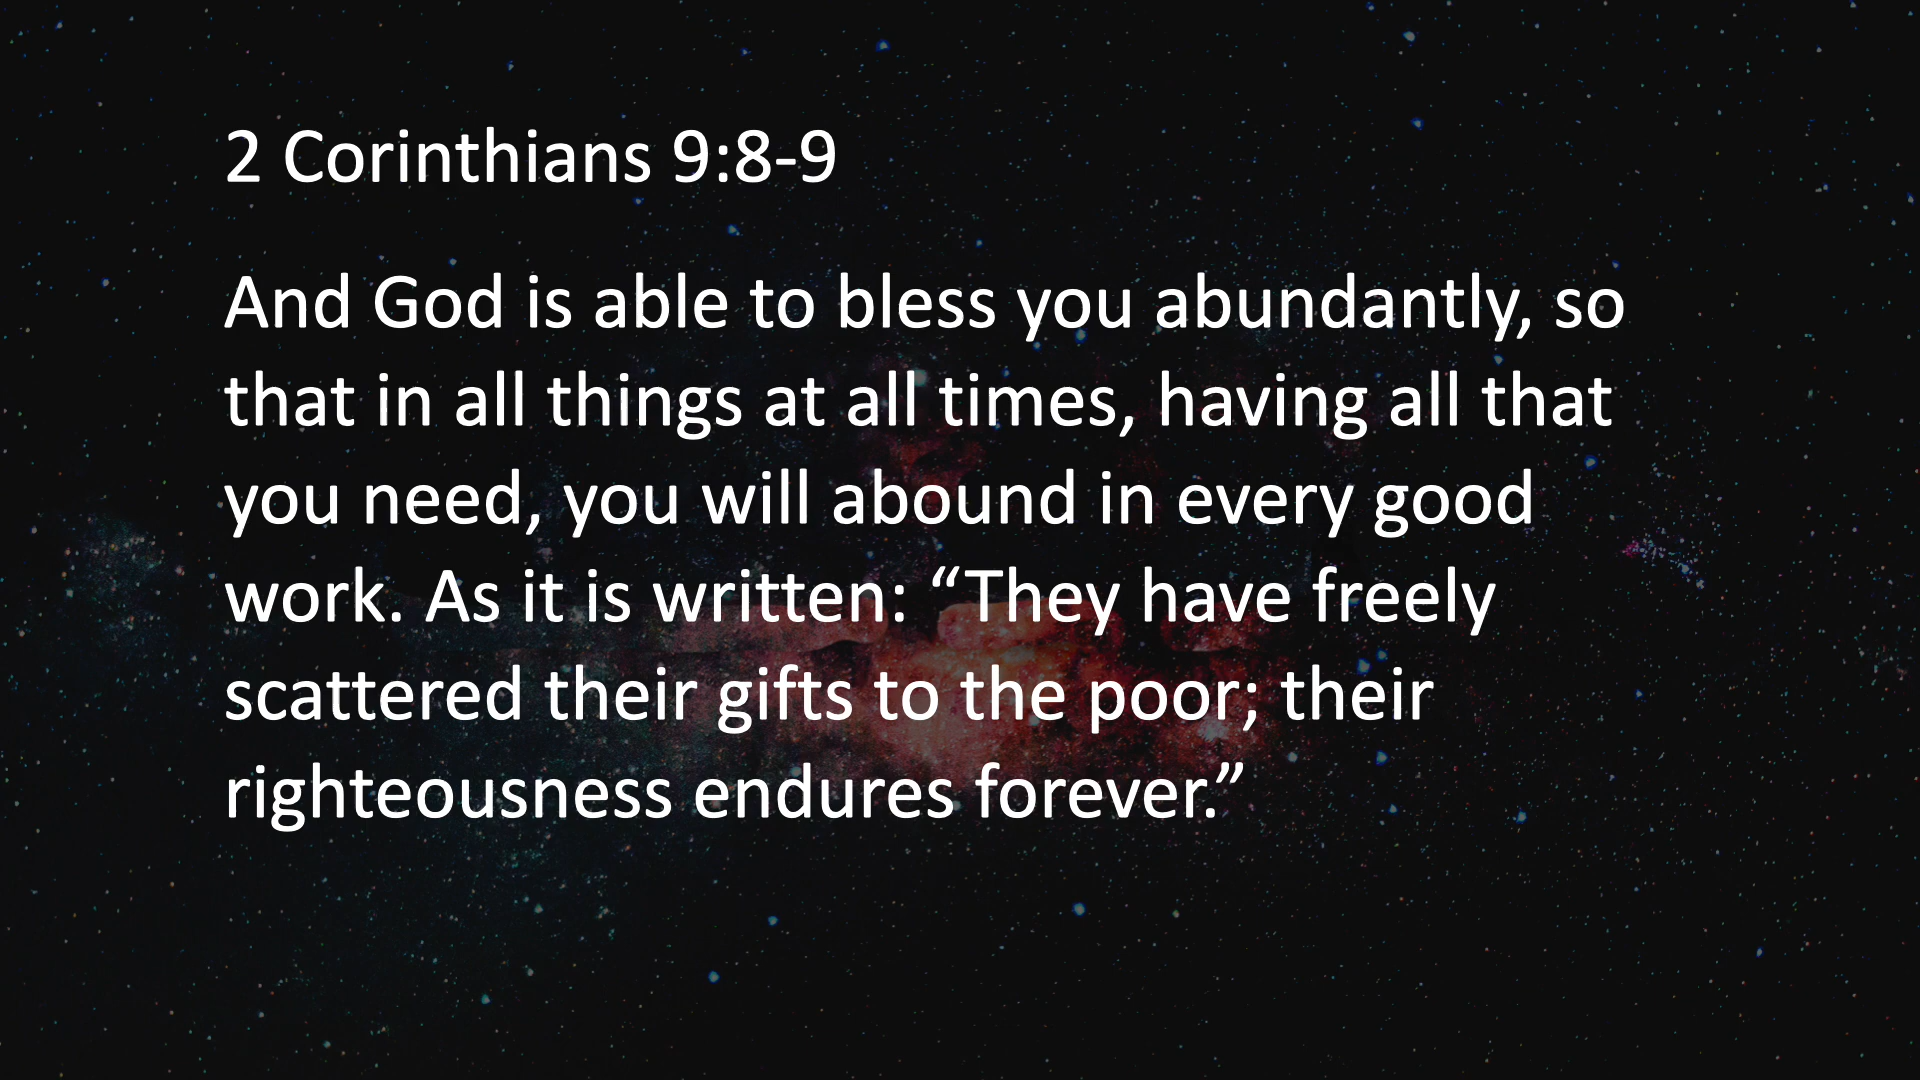 2 Corinthians 9:8-9
And God is able to bless you abundantly, so
that in all things at all times, having all that
you need, you will abound in every good
work. As it is written: “They have freely
scattered their gifts to the poor; their
righteousness endures forever.”